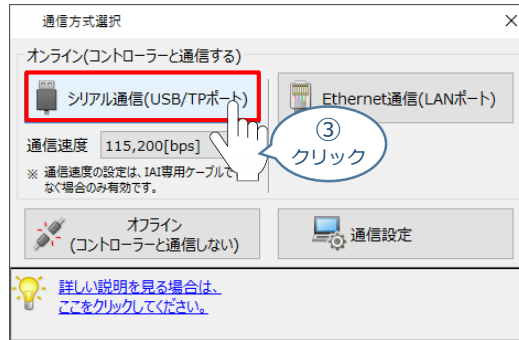 通信方式選択
オンライン(コントローラーと通信する)
シリアル通信(USB/TPポート)
Ethernet通信(LANポート)
通信速度 115,200[bps]
③
クリック
※ 通信速度の設定は、IAI専用ケーブルで
なぐ場合のみ有効です。
オフライン
(コントローラーと通信しない)
通信設定
詳しい説明を見る場合は、
ここをクリックしてください。